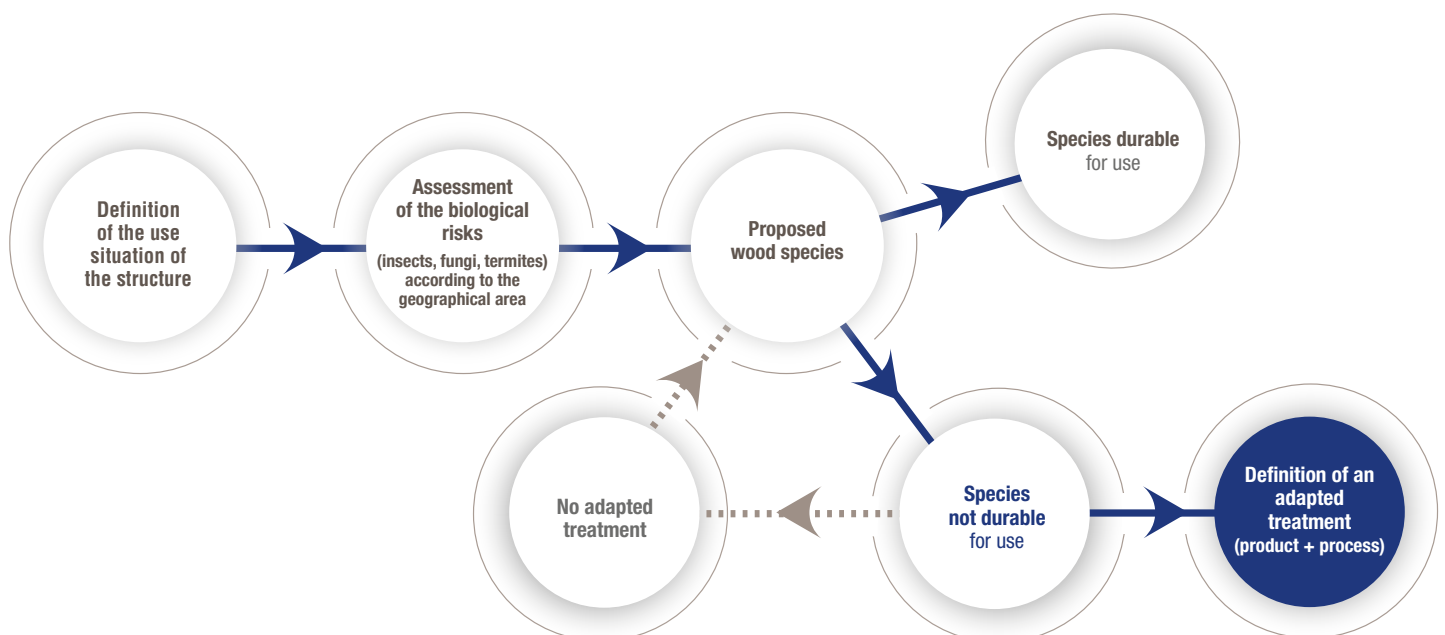 Definition
of the use
situation of
the structure
Assessment
of the biological
risks
(insects, fungi, termites)
according to the
geographical area
Proposed
wood species
Species durable
for use
No adapted
treatment
Species
not durable
for use
Definition of an
adapted
treatment
(product + process)